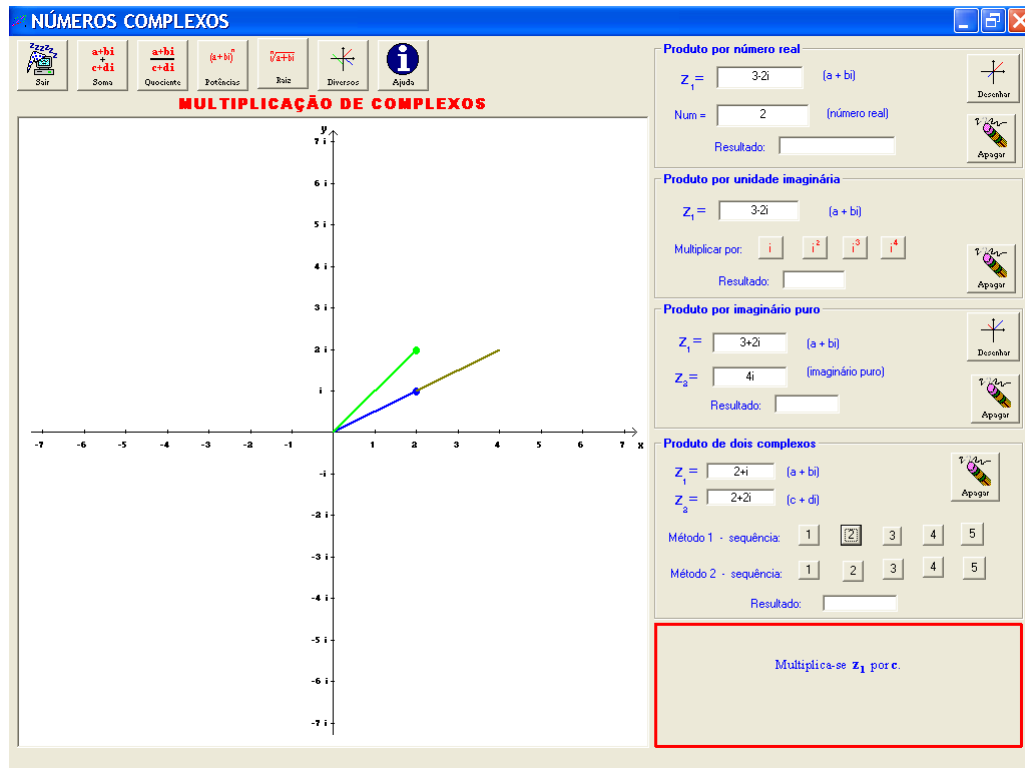 NÚMEROS COMPLEXOS
zzzzz
Sair
a+bi
+
c+di
Soma
a+bi
c+di
Quociente
(a+bi)ⁿ
Potências
ⁿ√a+bi
Raiz
Diversos
i
Ajuda
MULTIPLICAÇÃO DE COMPLEXOS
y
7 i
6 i
5 i
4 i
3 i
2 i
i
-7 -6 -5 -4 -3 -2 -1 1 2 3 4 5 6 7 x
-i
-2 i
-3 i
-4 i
-5 i
-6 i
-7 i
Produto por número real
Z₁= 3-2i (a + bi)
Desenhar
Num = 2 (número real)
Resultado:
Apagar
Produto por unidade imaginária
Z₁= 3-2i (a + bi)
Multiplicar por: i i² i³ i⁴
Resultado:
Apagar
Produto por imaginário puro
Z₁= 3+2i (a + bi)
Desenhar
Z₂= 4i (imaginário puro)
Resultado:
Apagar
Produto de dois complexos
Z₁= 2+i (a + bi)
Z₂= 2+2i (c + di)
Apagar
Método 1 - sequência: 1 2 3 4 5
Método 2 - sequência: 1 2 3 4 5
Resultado:
Multiplica-se z₁ por c.